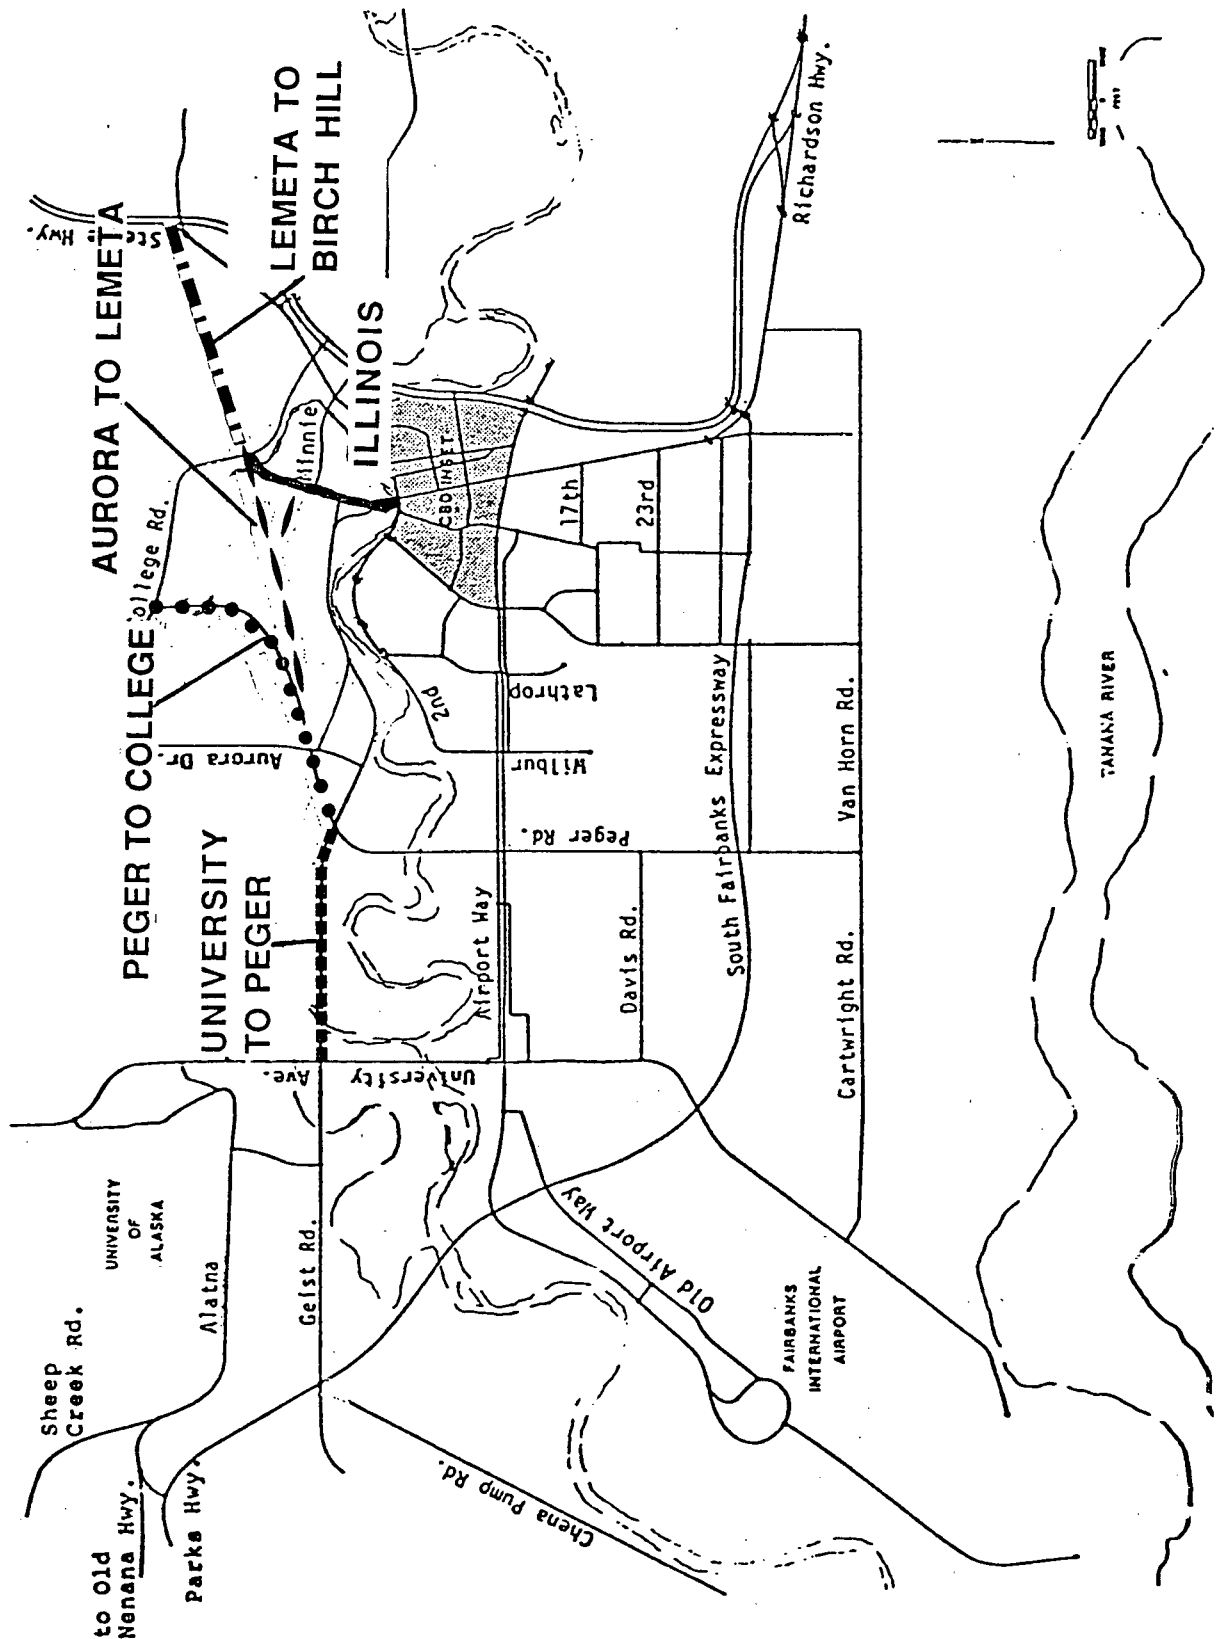 to Old
Nenana Hwy.
Parks Hwy.
Sheep
Creek Rd.
UNIVERSITY
OF
ALASKA
Alatna
Geist Rd.
Chena Pump Rd.
Old Airport Way
FAIRBANKS
INTERNATIONAL
AIRPORT
UNIVERSITY
TO PEGER
University
Ave.
PEGER TO COLLEGE
Aurora Dr.
AURORA TO LEMETA
College Rd.
LEMETA TO
BIRCH HILL
Hwy.
ILLINOIS
Minnie
CBD INSET
2nd
Wilbur
Lathrop
17th
23rd
Airport Way
Peger Rd.
Davis Rd.
South Fairbanks Expressway
Cartwright Rd.
Van Horn Rd.
Richardson Hwy.
TANANA RIVER